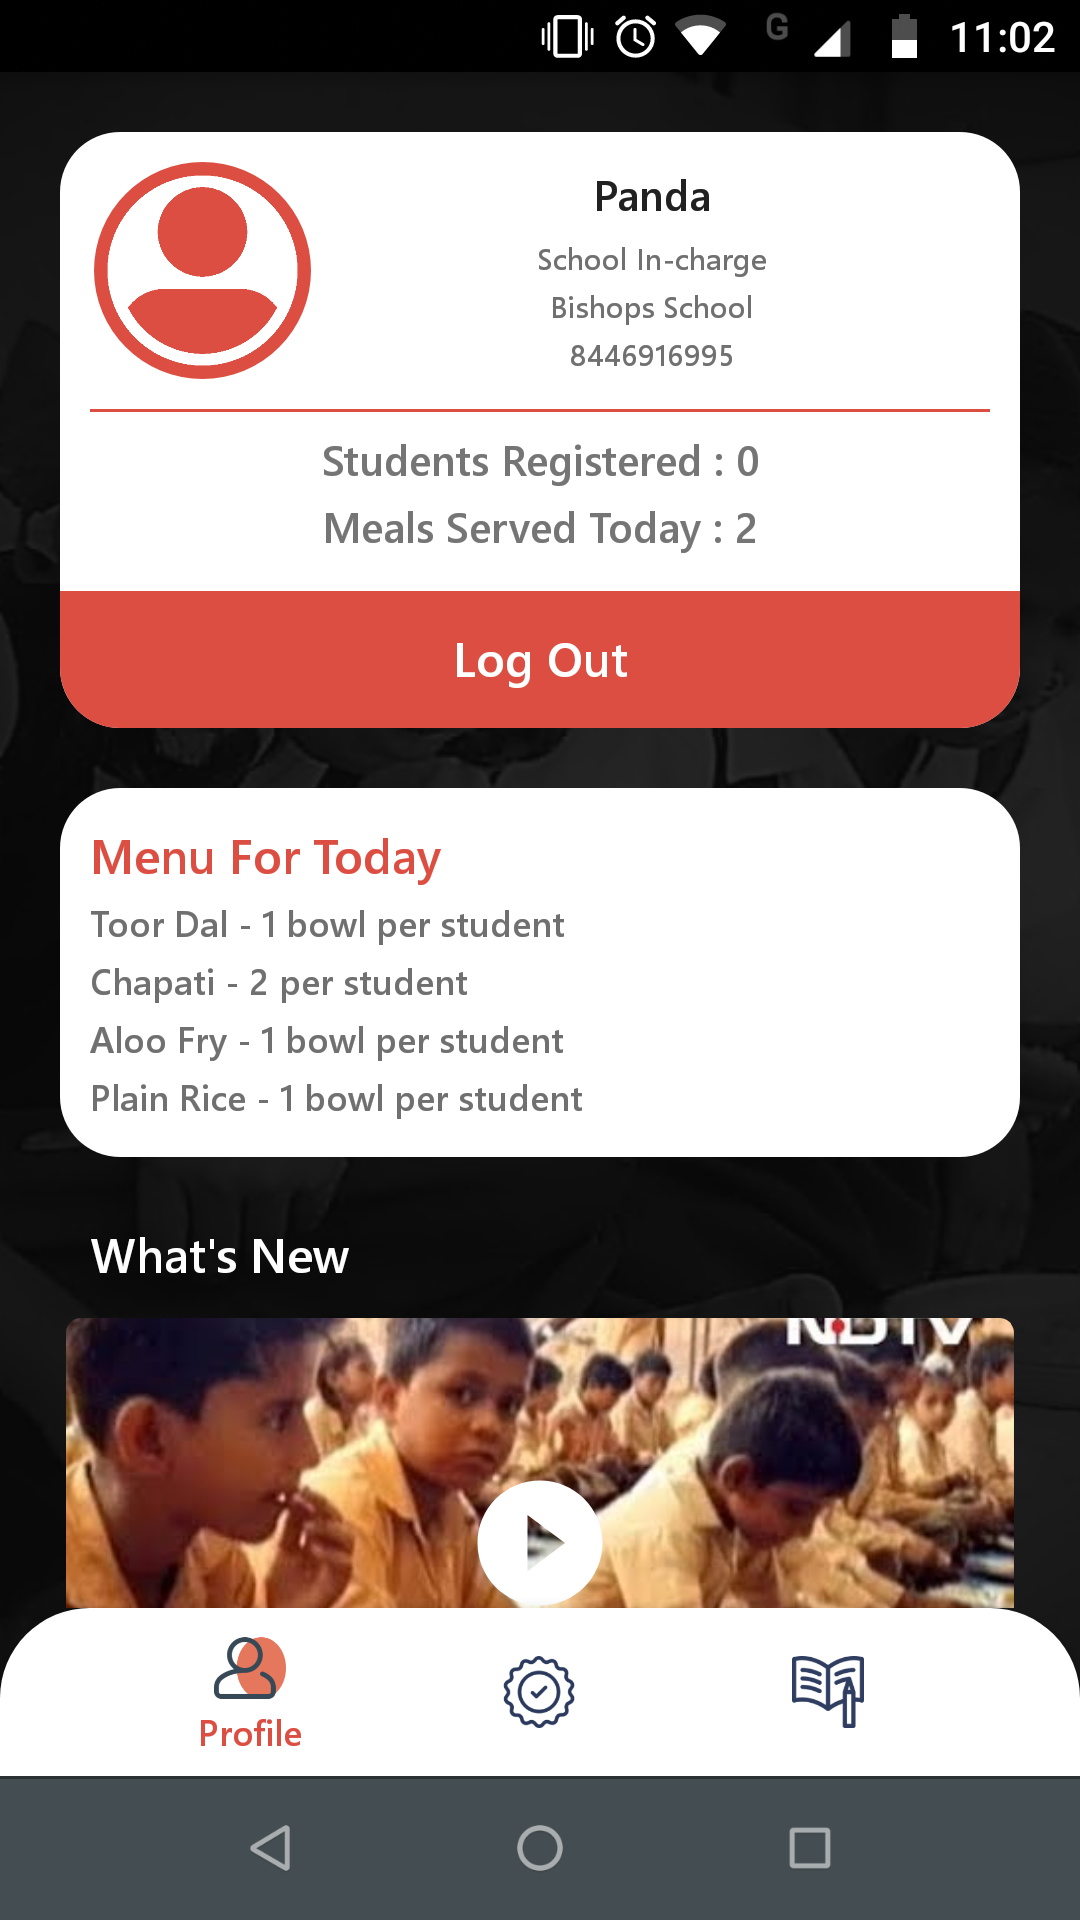 G 11:02
Panda
School In-charge
Bishops School
8446916995
Students Registered : 0
Meals Served Today : 2
Log Out
Menu For Today
Toor Dal - 1 bowl per student
Chapati - 2 per student
Aloo Fry - 1 bowl per student
Plain Rice - 1 bowl per student
What's New
NDTV
Profile